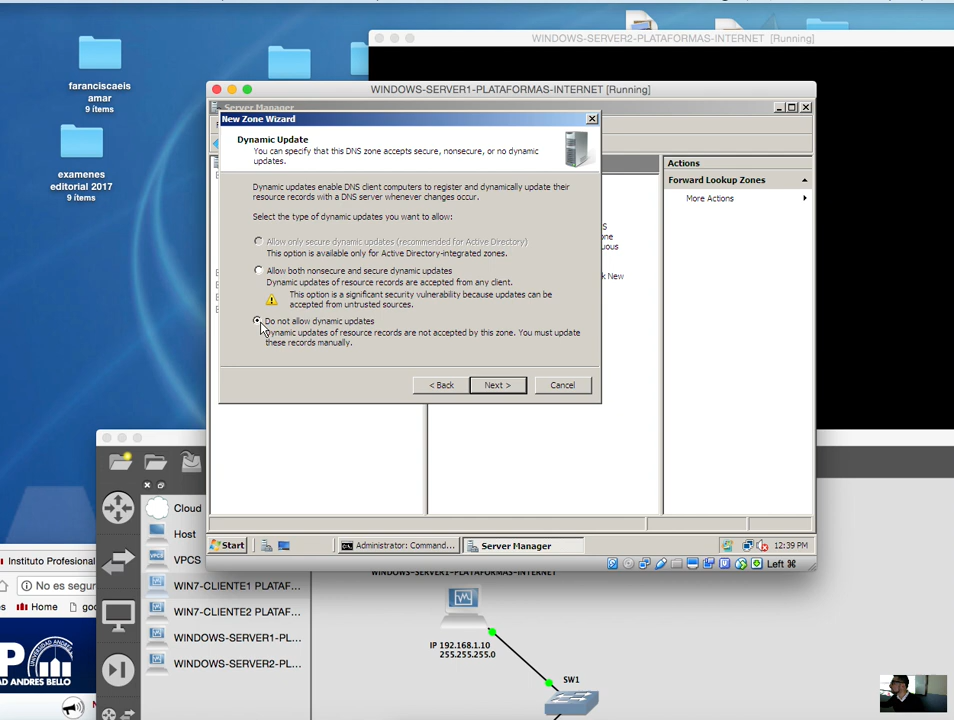 WINDOWS-SERVER2-PLATAFORMAS-INTERNET [Running]
faranciscaeis
amar
9 ítems
examenes
editorial 2017
9 ítems
WINDOWS-SERVER1-PLATAFORMAS-INTERNET [Running]
Server Manager
New Zone Wizard
Dynamic Update
You can specify that this DNS zone accepts secure, nonsecure, or no dynamic
updates.
Dynamic updates enable DNS client computers to register and dynamically update their
resource records with a DNS server whenever changes occur.
Select the type of dynamic updates you want to allow:
Allow only secure dynamic updates (recommended for Active Directory)
This option is available only for Active Directory-integrated zones.
Allow both nonsecure and secure dynamic updates
Dynamic updates of resource records are accepted from any client.
This option is a significant security vulnerability because updates can be
accepted from untrusted sources.
Do not allow dynamic updates
Dynamic updates of resource records are not accepted by this zone. You must update
these records manually.
< Back
Next >
Cancel
S
one
uous
k New
Actions
Forward Lookup Zones
More Actions
Start
Administrator: Command...
Server Manager
12:39 PM
Left ⌘
Cloud
Host
VPCS
WIN7-CLIENTE1 PLATAF...
WIN7-CLIENTE2 PLATAF...
WINDOWS-SERVER1-PL...
WINDOWS-SERVER2-PL...
WINDOWS-SERVER1-PLATAFORMAS-INTERNET
IP 192.168.1.10
255.255.255.0
SW1
Instituto Profesional
No es segur
es
Home
goo
P
UNIVERSIDAD ANDRES
AD ANDRES BELLO